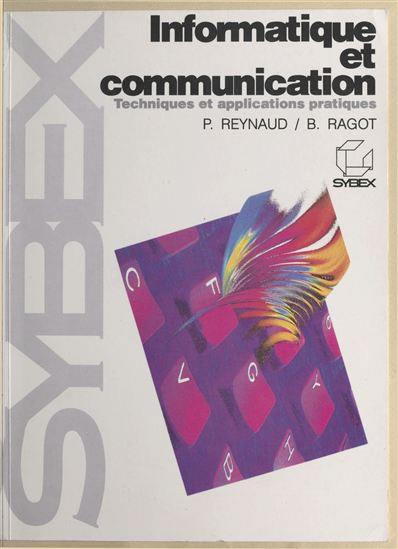 Informatique
et
communication
Techniques et applications pratiques
P. REYNAUD / B. RAGOT
SYBEX
SYBEX
C
F
V
G
Y
B
H